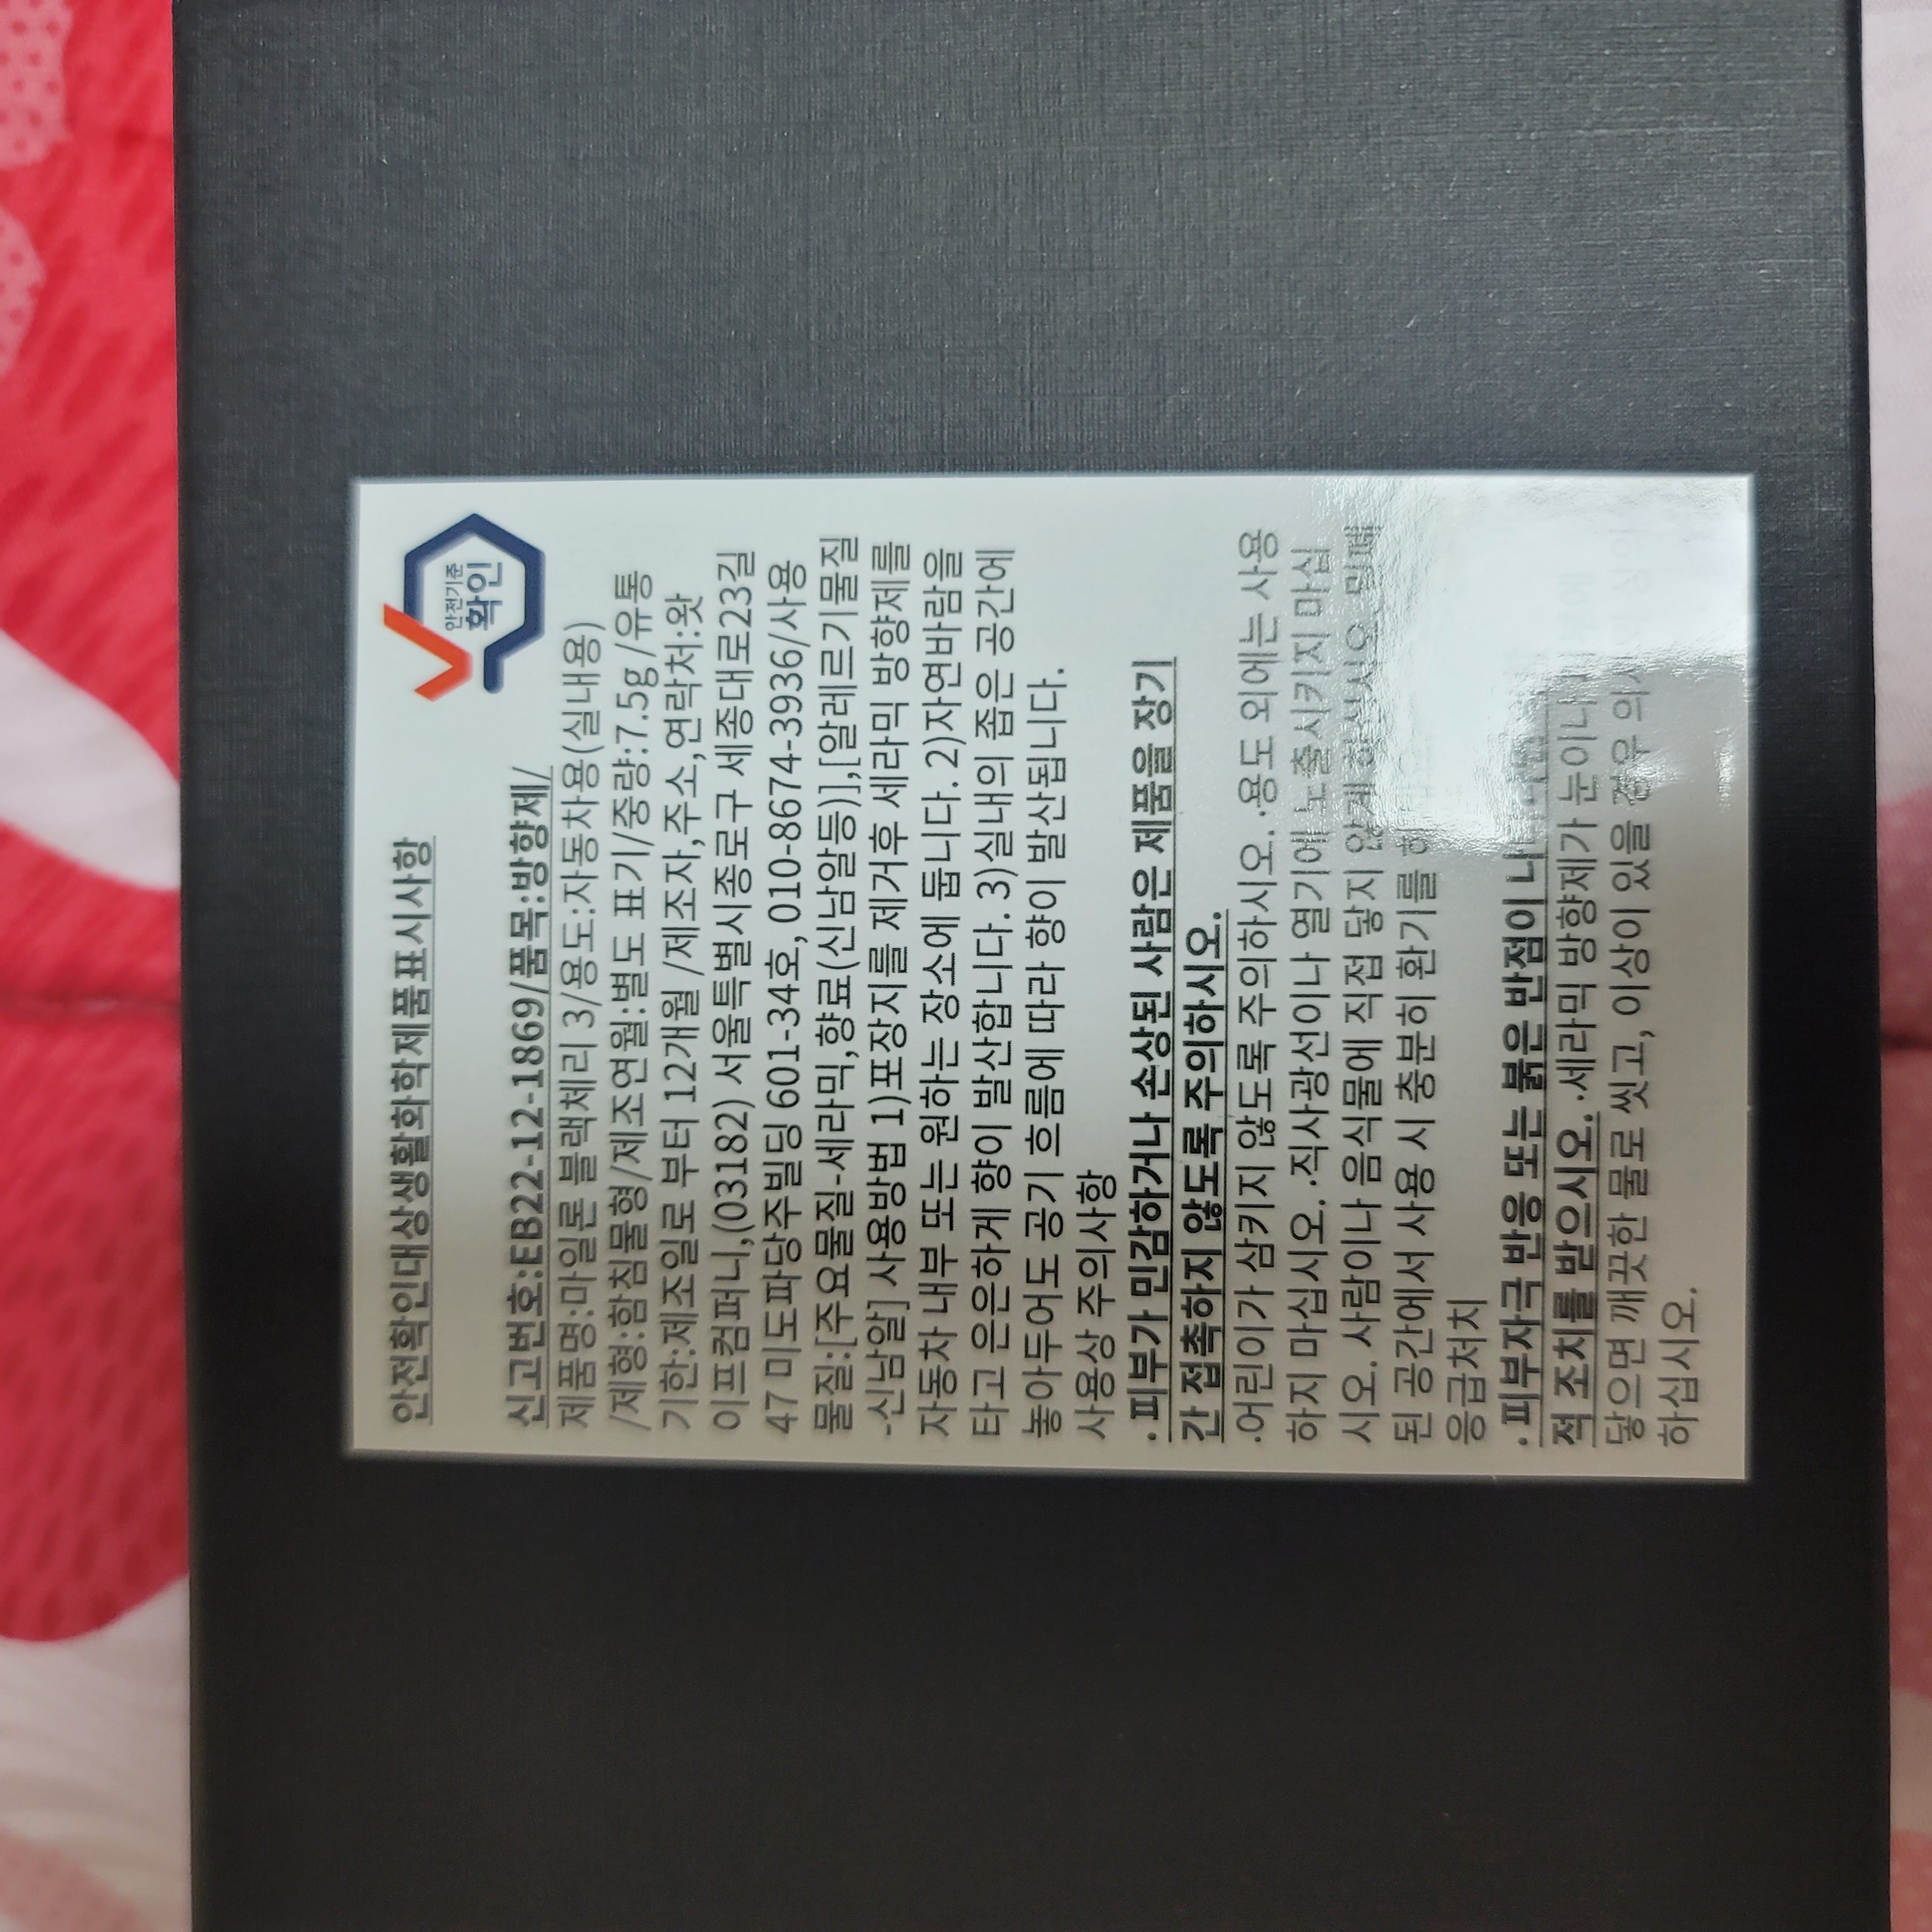 안전확인대상생활화학제품표시사항
안전기준
확인
신고번호:EB22-12-1869/품목:방향제/
제품명:마일론 블랙체리 3/용도:자동차용(실내용)
/제형:함침물형/제조연월:별도 표기/중량:7.5g /유통
기한:제조일로 부터 12개월 /제조자,주소,연락처:왓
이프컴퍼니,(03182) 서울특별시종로구 세종대로23길
47 미도파당주빌딩 601-34호, 010-8674-3936/사용
물질:[주요물질-세라믹,향료(신남알등)],[알레르기물질
-신남알] 사용방법 1)포장지를 제거후 세라믹 방향제를
자동차 내부 또는 원하는 장소에 둡니다. 2)자연바람을
타고 은은하게 향이 발산합니다. 3)실내의 좁은 공간에
놓아두어도 공기 흐름에 따라 향이 발산됩니다.
사용상 주의사항
·피부가 민감하거나 손상된 사람은 제품을 장기
간 접촉하지 않도록 주의하시오.
·어린이가 삼키지 않도록 주의하시오. ·용도 외에는 사용
하지 마십시오. ·직사광선이나 열기에 노출시키지 마십
시오. 사람이나 음식물에 직접 닿지 않게 하십시오 밀폐
된 공간에서 사용 시 충분히 환기를
응급처치
·피부자극 반응 또는 붉은 반점이
적 조치를 받으시오. ·세라믹 방향제가 눈이나
닿으면 깨끗한 물로 씻고, 이상이 있을 경우
하십시오.